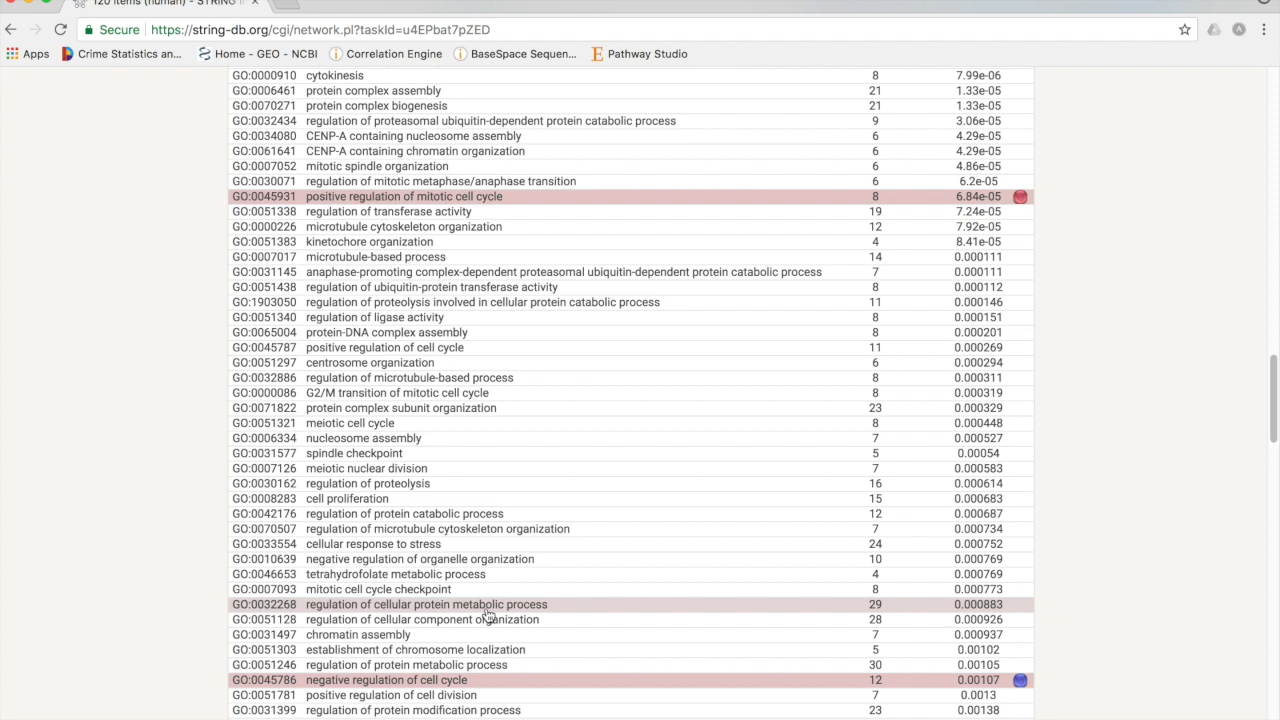 120 items (human) - STRING i
Secure https://string-db.org/cgi/network.pl?taskId=u4EPbat7pZED
Apps Crime Statistics an... Home - GEO - NCBI Correlation Engine BaseSpace Sequen... Pathway Studio
GO:0000910 cytokinesis 8 7.99e-06
GO:0006461 protein complex assembly 21 1.33e-05
GO:0070271 protein complex biogenesis 21 1.33e-05
GO:0032434 regulation of proteasomal ubiquitin-dependent protein catabolic process 9 3.06e-05
GO:0034080 CENP-A containing nucleosome assembly 6 4.29e-05
GO:0061641 CENP-A containing chromatin organization 6 4.29e-05
GO:0007052 mitotic spindle organization 6 4.86e-05
GO:0030071 regulation of mitotic metaphase/anaphase transition 6 6.2e-05
GO:0045931 positive regulation of mitotic cell cycle 8 6.84e-05
GO:0051338 regulation of transferase activity 19 7.24e-05
GO:0000226 microtubule cytoskeleton organization 12 7.92e-05
GO:0051383 kinetochore organization 4 8.41e-05
GO:0007017 microtubule-based process 14 0.000111
GO:0031145 anaphase-promoting complex-dependent proteasomal ubiquitin-dependent protein catabolic process 7 0.000111
GO:0051438 regulation of ubiquitin-protein transferase activity 8 0.000112
GO:1903050 regulation of proteolysis involved in cellular protein catabolic process 11 0.000146
GO:0051340 regulation of ligase activity 8 0.000151
GO:0065004 protein-DNA complex assembly 8 0.000201
GO:0045787 positive regulation of cell cycle 11 0.000269
GO:0051297 centrosome organization 6 0.000294
GO:0032886 regulation of microtubule-based process 8 0.000311
GO:0000086 G2/M transition of mitotic cell cycle 8 0.000319
GO:0071822 protein complex subunit organization 23 0.000329
GO:0051321 meiotic cell cycle 8 0.000448
GO:0006334 nucleosome assembly 7 0.000527
GO:0031577 spindle checkpoint 5 0.00054
GO:0007126 meiotic nuclear division 7 0.000583
GO:0030162 regulation of proteolysis 16 0.000614
GO:0008283 cell proliferation 15 0.000683
GO:0042176 regulation of protein catabolic process 12 0.000687
GO:0070507 regulation of microtubule cytoskeleton organization 7 0.000734
GO:0033554 cellular response to stress 24 0.000752
GO:0010639 negative regulation of organelle organization 10 0.000769
GO:0046653 tetrahydrofolate metabolic process 4 0.000769
GO:0007093 mitotic cell cycle checkpoint 8 0.000773
GO:0032268 regulation of cellular protein metabolic process 29 0.000883
GO:0051128 regulation of cellular component organization 28 0.000926
GO:0031497 chromatin assembly 7 0.000937
GO:0051303 establishment of chromosome localization 5 0.00102
GO:0051246 regulation of protein metabolic process 30 0.00105
GO:0045786 negative regulation of cell cycle 12 0.00107
GO:0051781 positive regulation of cell division 7 0.0013
GO:0031399 regulation of protein modification process 23 0.00138